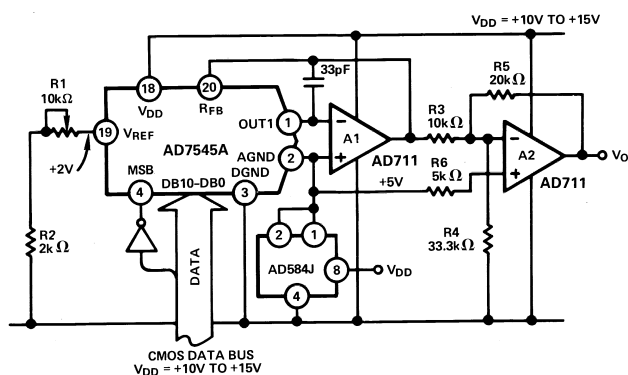 V_DD = +10V TO +15V
R1
10kΩ
18
V_DD
20
R_FB
33pF
R5
20kΩ
OUT1
1
A1
AD711
R3
10kΩ
A2
AD711
V_O
19
V_REF
AD7545A
AGND
2
+2V
MSB
4
DB10-DB0
DGND
3
+5V
R6
5kΩ
R2
2kΩ
DATA
2
1
AD584J
8
V_DD
4
R4
33.3kΩ
CMOS DATA BUS
V_DD = +10V TO +15V